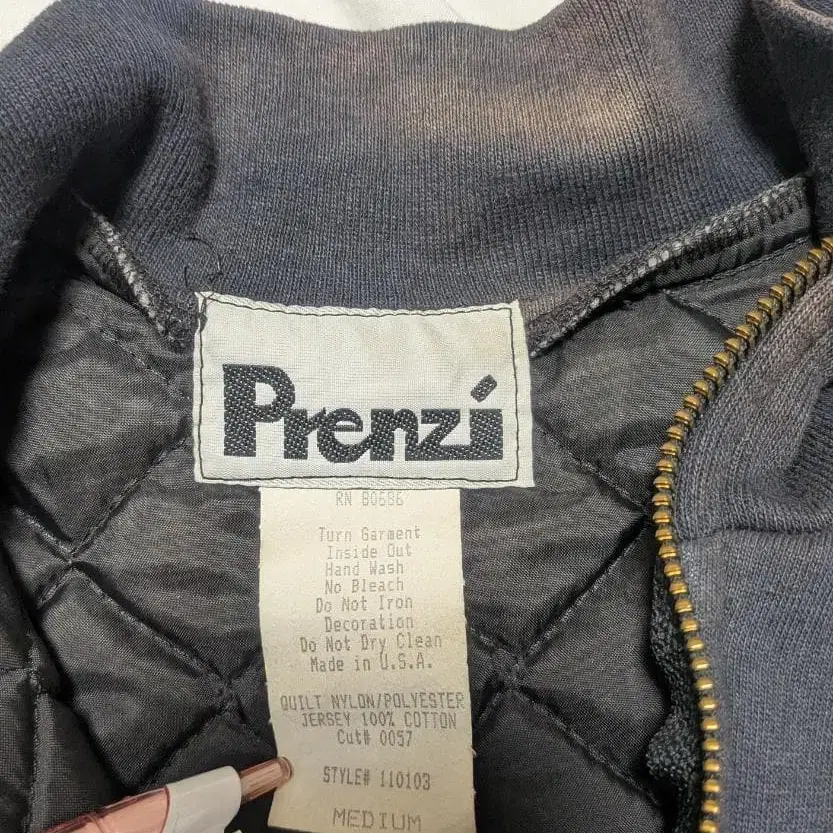 Prenzí
RN 80686
Turn Garment
Inside Out
Hand Wash
No Bleach
Do Not Iron
Decoration
Do Not Dry Clean
Made in U.S.A.
QUILT NYLON/POLYESTER
JERSEY 100% COTTON
Cut# 0057
STYLE# 110103
MEDIUM